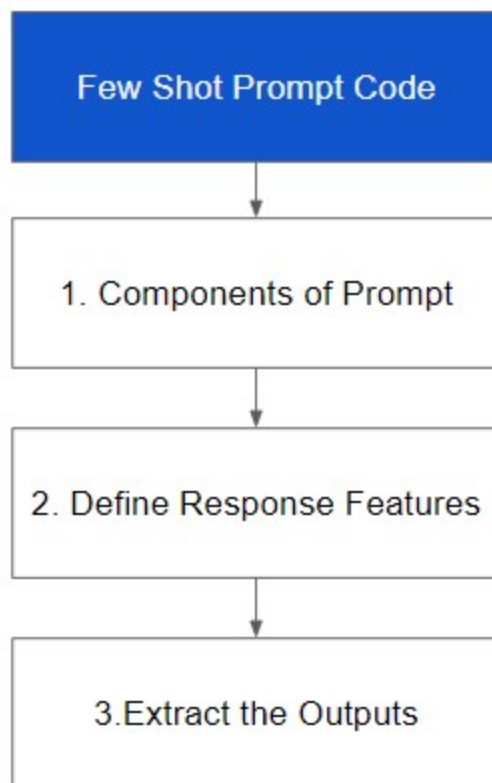 Few Shot Prompt Code
1. Components of Prompt
2. Define Response Features
3.Extract the Outputs